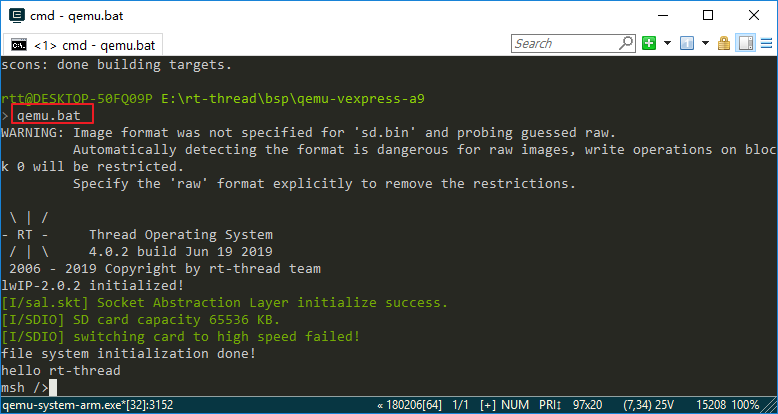 cmd - qemu.bat
<1> cmd - qemu.bat
Search
scons: done building targets.
rtt@DESKTOP-50FQ09P E:\rt-thread\bsp\qemu-vexpress-a9
> qemu.bat
WARNING: Image format was not specified for 'sd.bin' and probing guessed raw.
         Automatically detecting the format is dangerous for raw images, write operations on bloc
k 0 will be restricted.
         Specify the 'raw' format explicitly to remove the restrictions.
 \ | /
- RT -     Thread Operating System
 / | \     4.0.2 build Jun 19 2019
 2006 - 2019 Copyright by rt-thread team
lwIP-2.0.2 initialized!
[I/sal.skt] Socket Abstraction Layer initialize success.
[I/SDIO] SD card capacity 65536 KB.
[I/SDIO] switching card to high speed failed!
file system initialization done!
hello rt-thread
msh />
qemu-system-arm.exe*[32]:3152 « 180206[64] 1/1 [+] NUM PRI↕ 97x20 (7,34) 25V 15208 100%